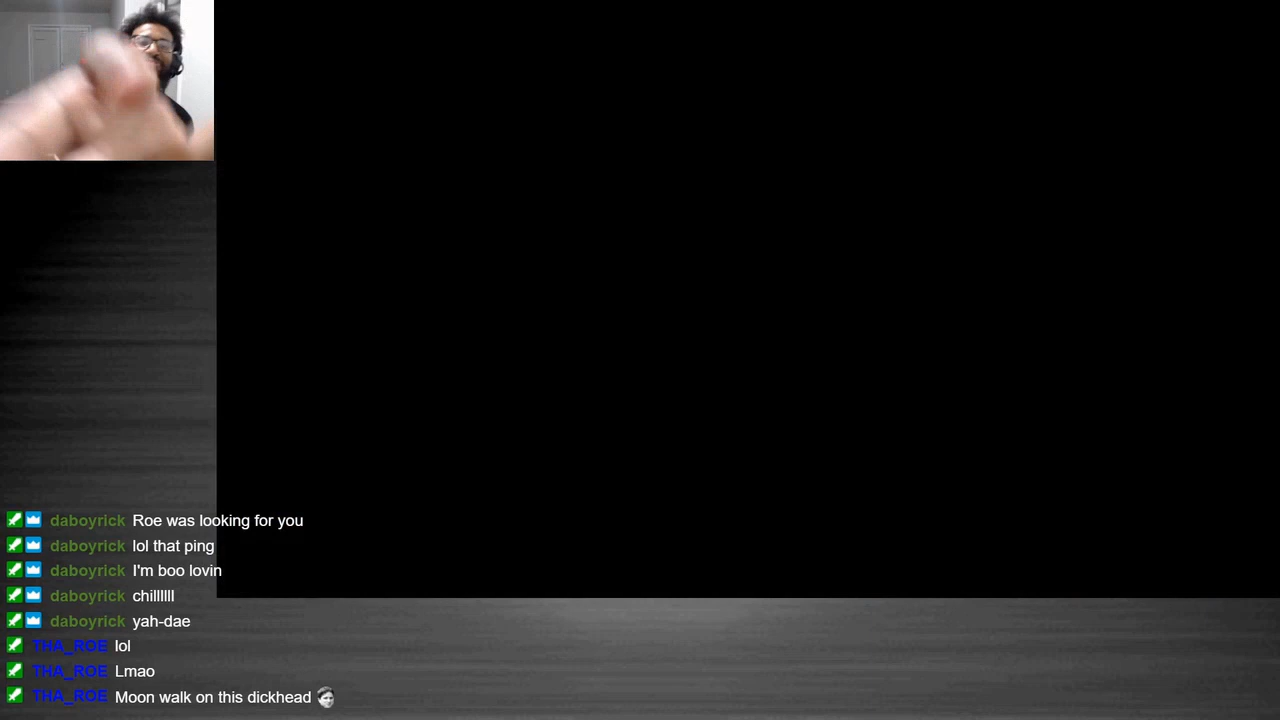 daboyrick Roe was looking for you
daboyrick lol that ping
daboyrick I'm boo lovin
daboyrick chillllll
daboyrick yah-dae
THA_ROE lol
THA_ROE Lmao
THA_ROE Moon walk on this dickhead